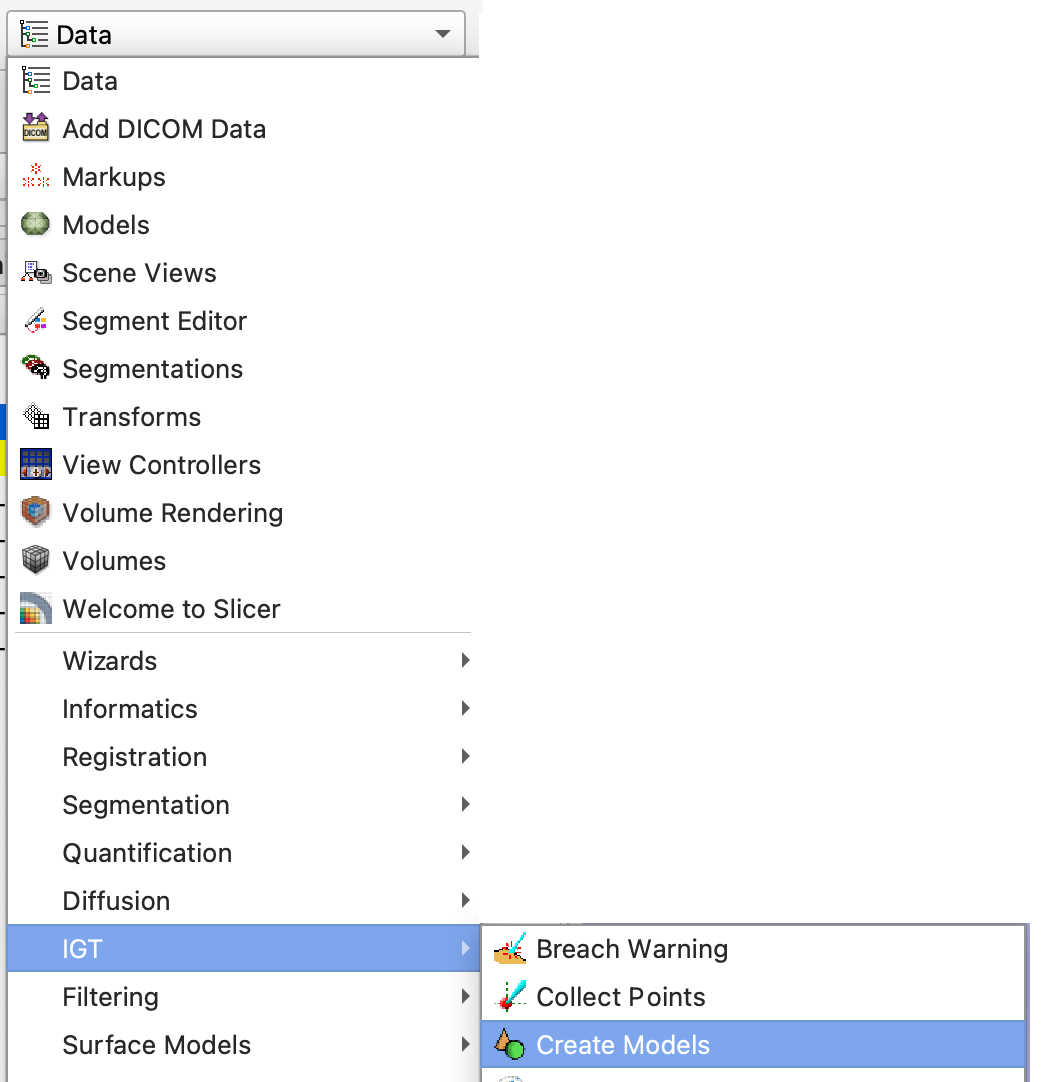 Data
Data
Add DICOM Data
Markups
Models
Scene Views
Segment Editor
Segmentations
Transforms
View Controllers
Volume Rendering
Volumes
Welcome to Slicer
Wizards
Informatics
Registration
Segmentation
Quantification
Diffusion
IGT
Breach Warning
Filtering
Collect Points
Surface Models
Create Models